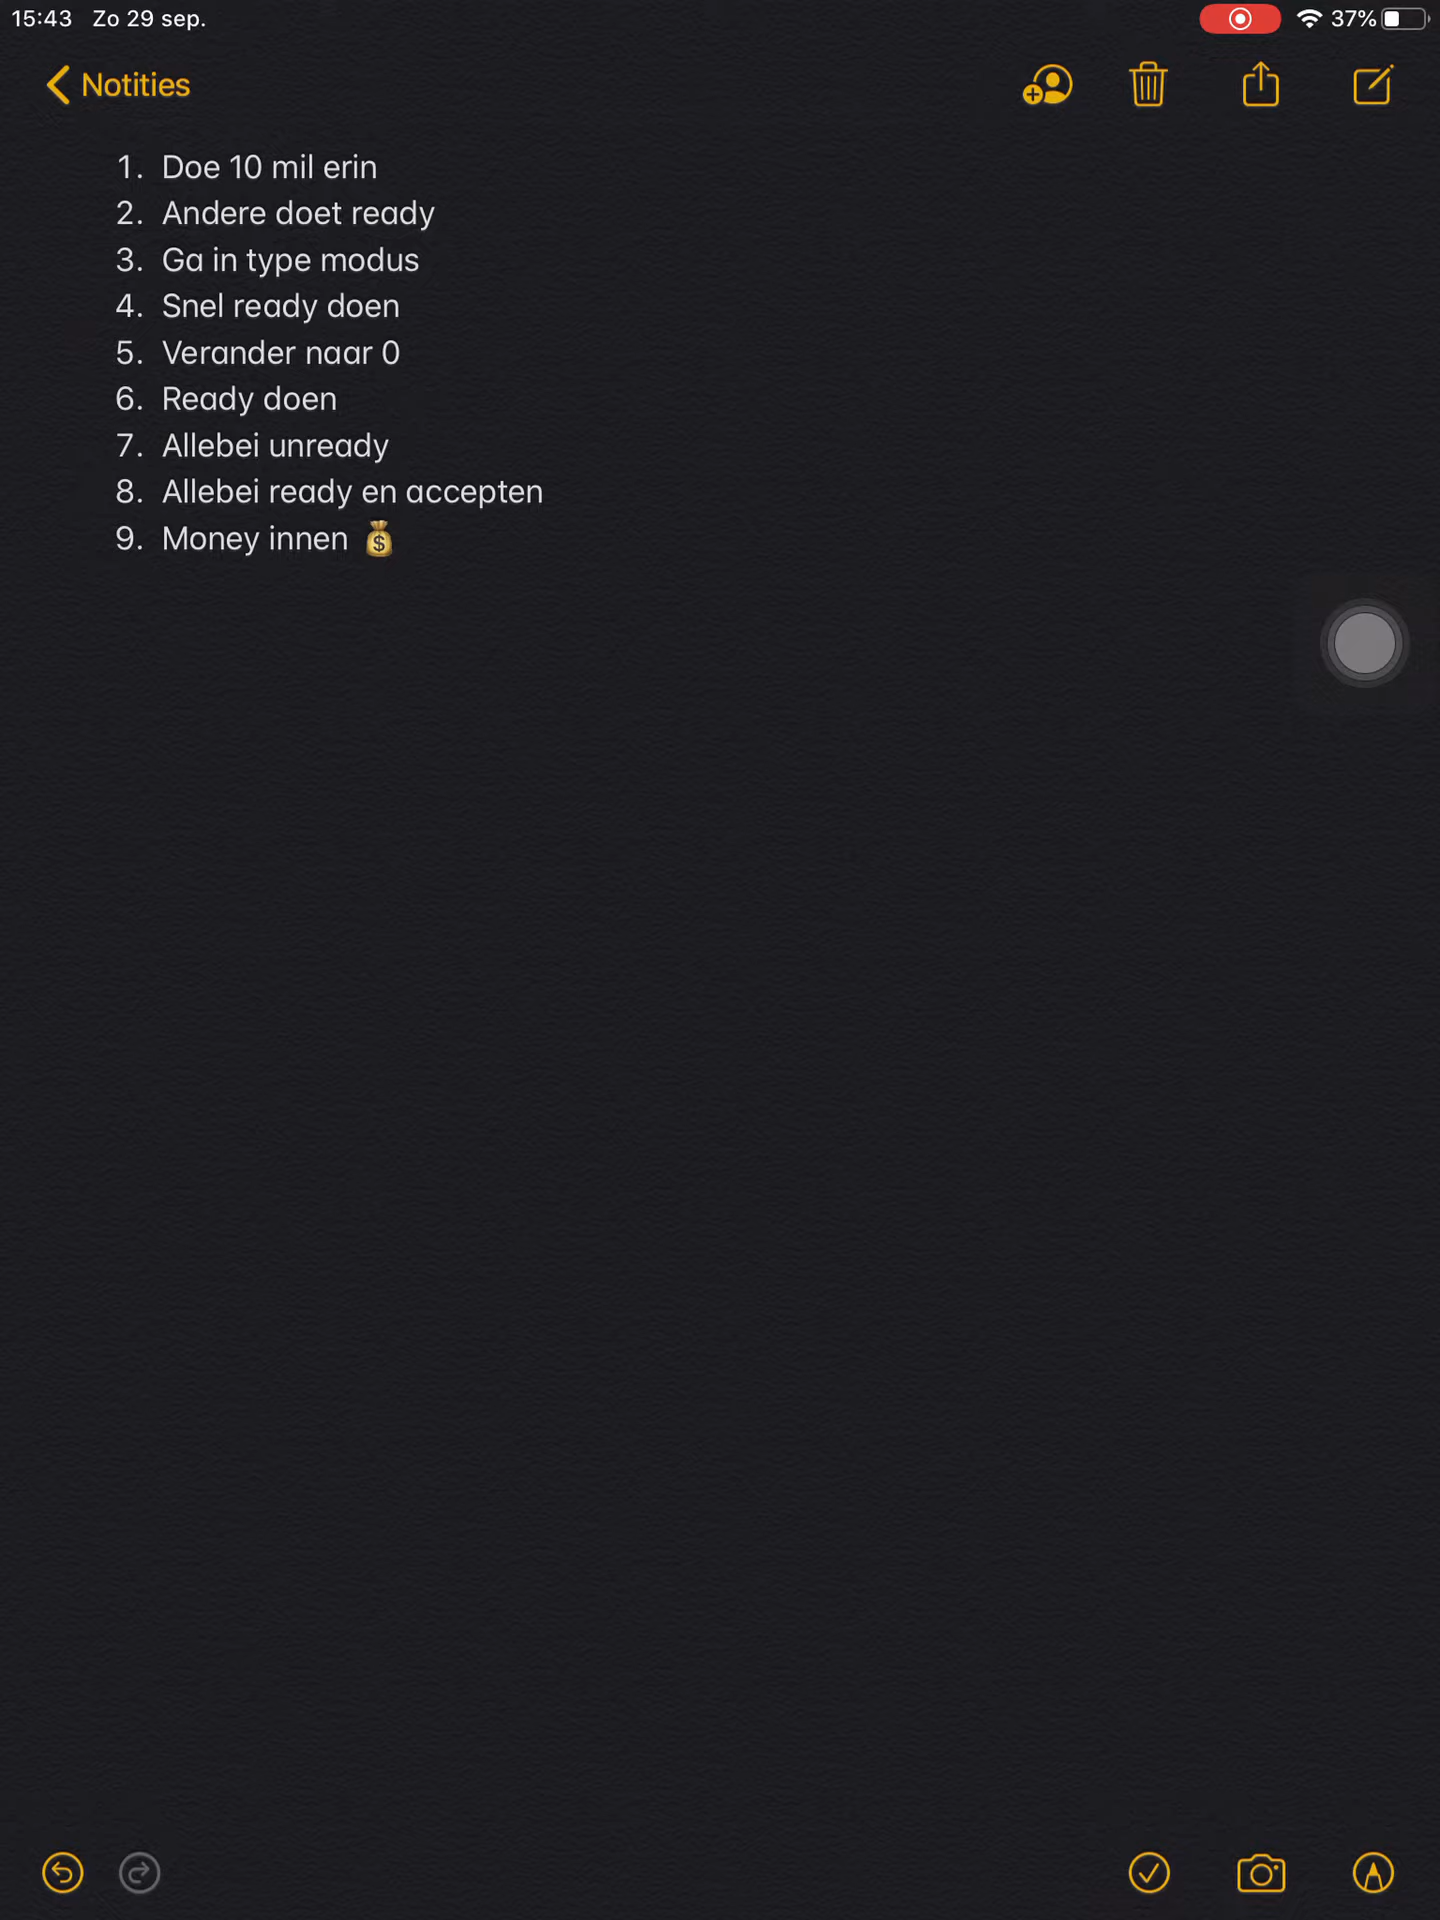 15:43 Zo 29 sep. 37%
Notities
1. Doe 10 mil erin
2. Andere doet ready
3. Ga in type modus
4. Snel ready doen
5. Verander naar 0
6. Ready doen
7. Allebei unready
8. Allebei ready en accepten
9. Money innen 💰